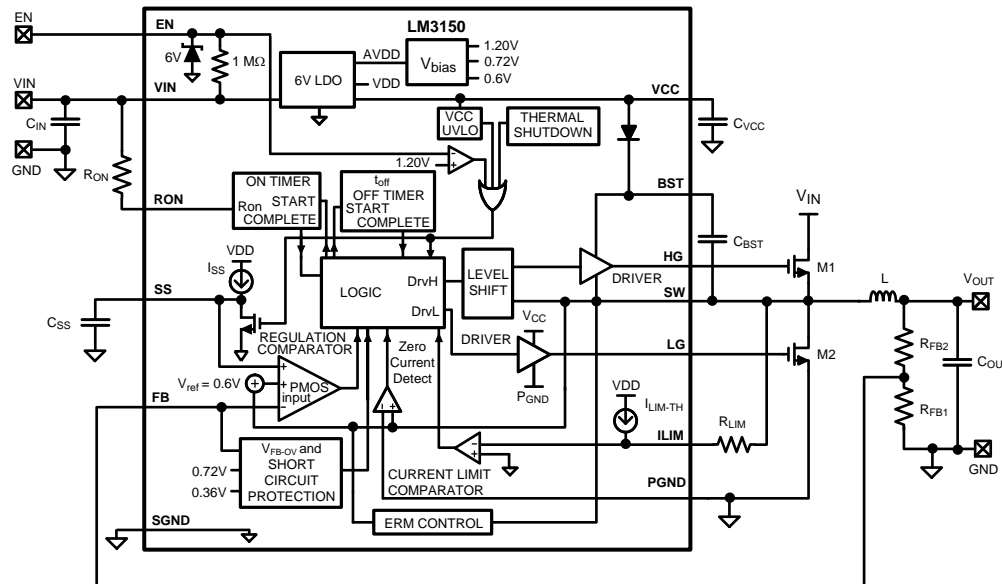 EN
EN
LM3150
6V
1 MΩ
6V LDO
AVDD
VDD
Vbias
1.20V
0.72V
0.6V
VIN
VIN
VCC
CIN
GND
RON
VCC
UVLO
THERMAL
SHUTDOWN
CVCC
1.20V
RON
ON TIMER
Ron
START
COMPLETE
toff
OFF TIMER
START
COMPLETE
BST
VIN
CBST
VDD
ISS
SS
CSS
LOGIC
DrvH
DrvL
LEVEL
SHIFT
DRIVER
HG
M1
SW
L
VOUT
REGULATION
COMPARATOR
Zero
Current
Detect
VCC
DRIVER
PGND
LG
M2
RFB2
COU
RFB1
GND
Vref = 0.6V
PMOS
input
FB
VDD
ILIM-TH
RLIM
ILIM
VFB-OV and
SHORT
CIRCUIT
PROTECTION
0.72V
0.36V
CURRENT LIMIT
COMPARATOR
PGND
SGND
ERM CONTROL